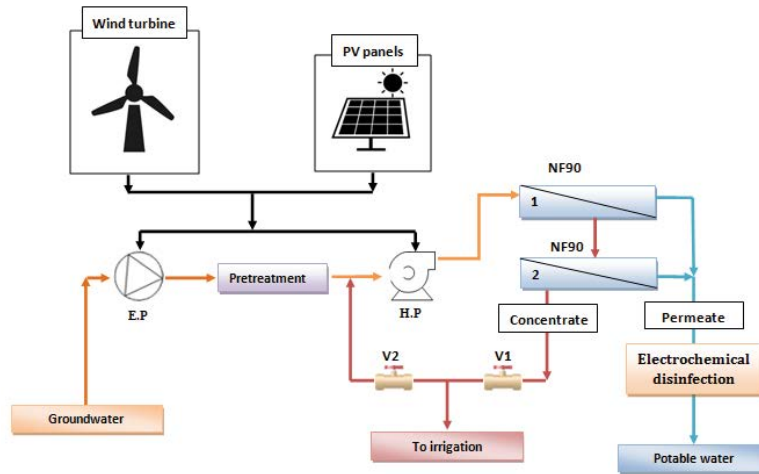 Wind turbine
PV panels
NF90
1
NF90
2
Pretreatment
E.P
H.P
Concentrate
Permeate
V2
V1
Electrochemical
disinfection
Groundwater
To irrigation
Potable water